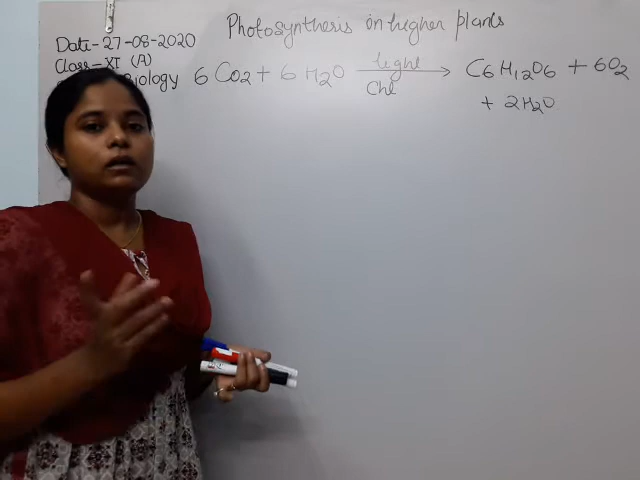 Photosynthesis in higher plants
Date-27-08-2020
Class-XI (A)
Biology
6 CO2 + 6 H2O light Chl → C6H12O6 + 6O2
+ 2H2O